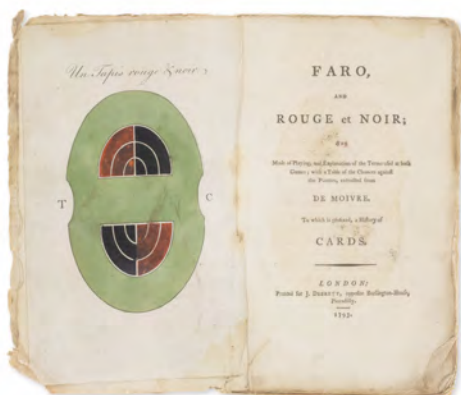 Un Tapis rouge & noir
T
C
FARO,
AND
ROUGE et NOIR;
THE
Mode of Playing, and Explanation of the Terms used at both
Games; with a Table of the Chances against
the Punters, extracted from
DE MOIVRE.
To which is prefixed, a History of
CARDS.
LONDON:
Printed for J. DEBRETT, opposite Burlington-House,
Piccadilly.
1793.